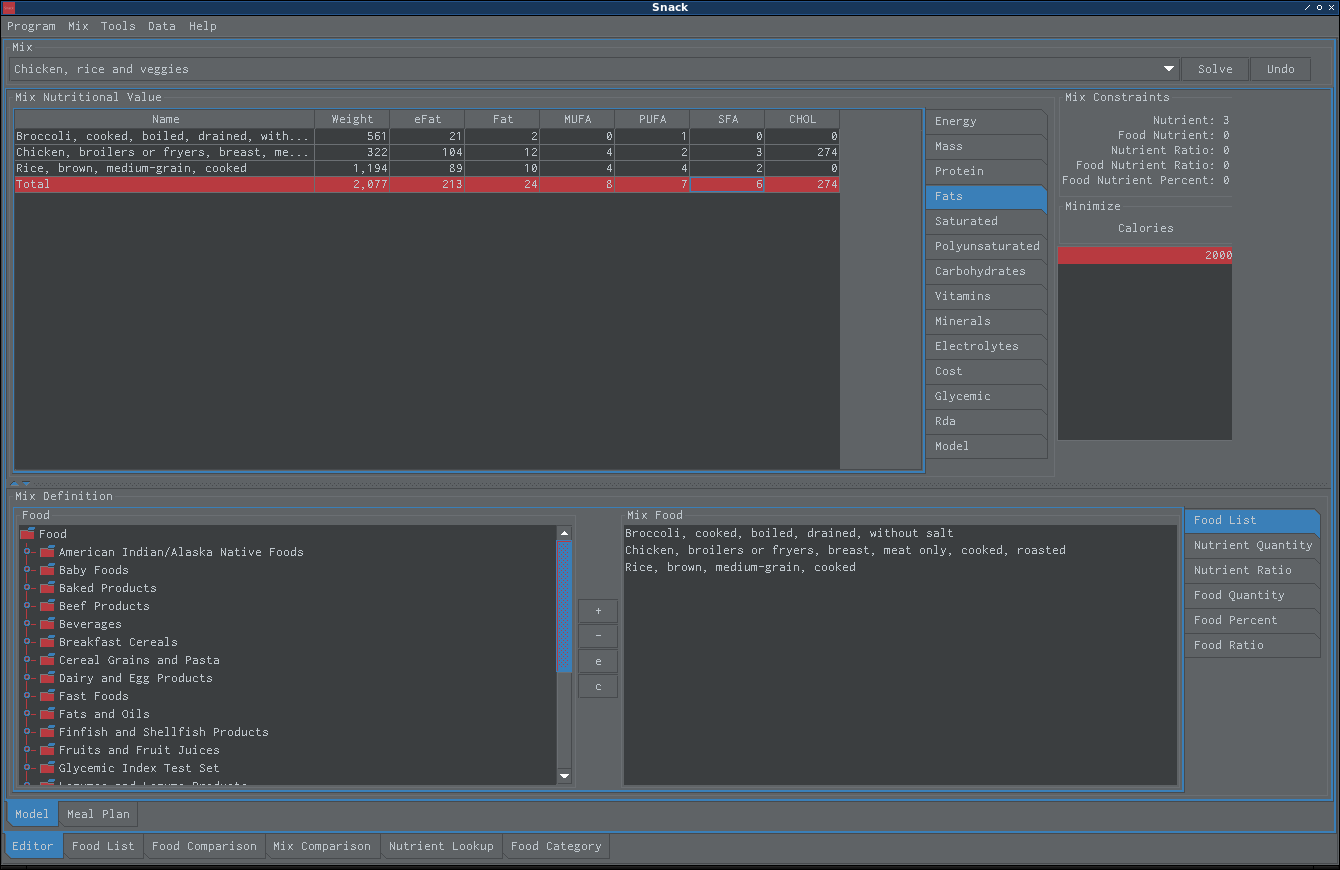 Snack
Program Mix Tools Data Help
Mix
Chicken, rice and veggies
Solve Undo
Mix Nutritional Value
Name Weight eFat Fat MUFA PUFA SFA CHOL
Broccoli, cooked, boiled, drained, with... 561 21 2 0 1 0 0
Chicken, broilers or fryers, breast, me... 322 104 12 4 2 3 274
Rice, brown, medium-grain, cooked 1,194 89 10 4 4 2 0
Total 2,077 213 24 8 7 6 274
Energy
Mass
Protein
Fats
Saturated
Polyunsaturated
Carbohydrates
Vitamins
Minerals
Electrolytes
Cost
Glycemic
Rda
Model
Mix Constraints
Nutrient: 3
Food Nutrient: 0
Nutrient Ratio: 0
Food Nutrient Ratio: 0
Food Nutrient Percent: 0
Minimize
Calories
2000
Mix Definition
Food
Food
American Indian/Alaska Native Foods
Baby Foods
Baked Products
Beef Products
Beverages
Breakfast Cereals
Cereal Grains and Pasta
Dairy and Egg Products
Fast Foods
Fats and Oils
Finfish and Shellfish Products
Fruits and Fruit Juices
Glycemic Index Test Set
Legumes and Legume Products
+
-
e
c
Mix Food
Broccoli, cooked, boiled, drained, without salt
Chicken, broilers or fryers, breast, meat only, cooked, roasted
Rice, brown, medium-grain, cooked
Food List
Nutrient Quantity
Nutrient Ratio
Food Quantity
Food Percent
Food Ratio
Model Meal Plan
Editor Food List Food Comparison Mix Comparison Nutrient Lookup Food Category